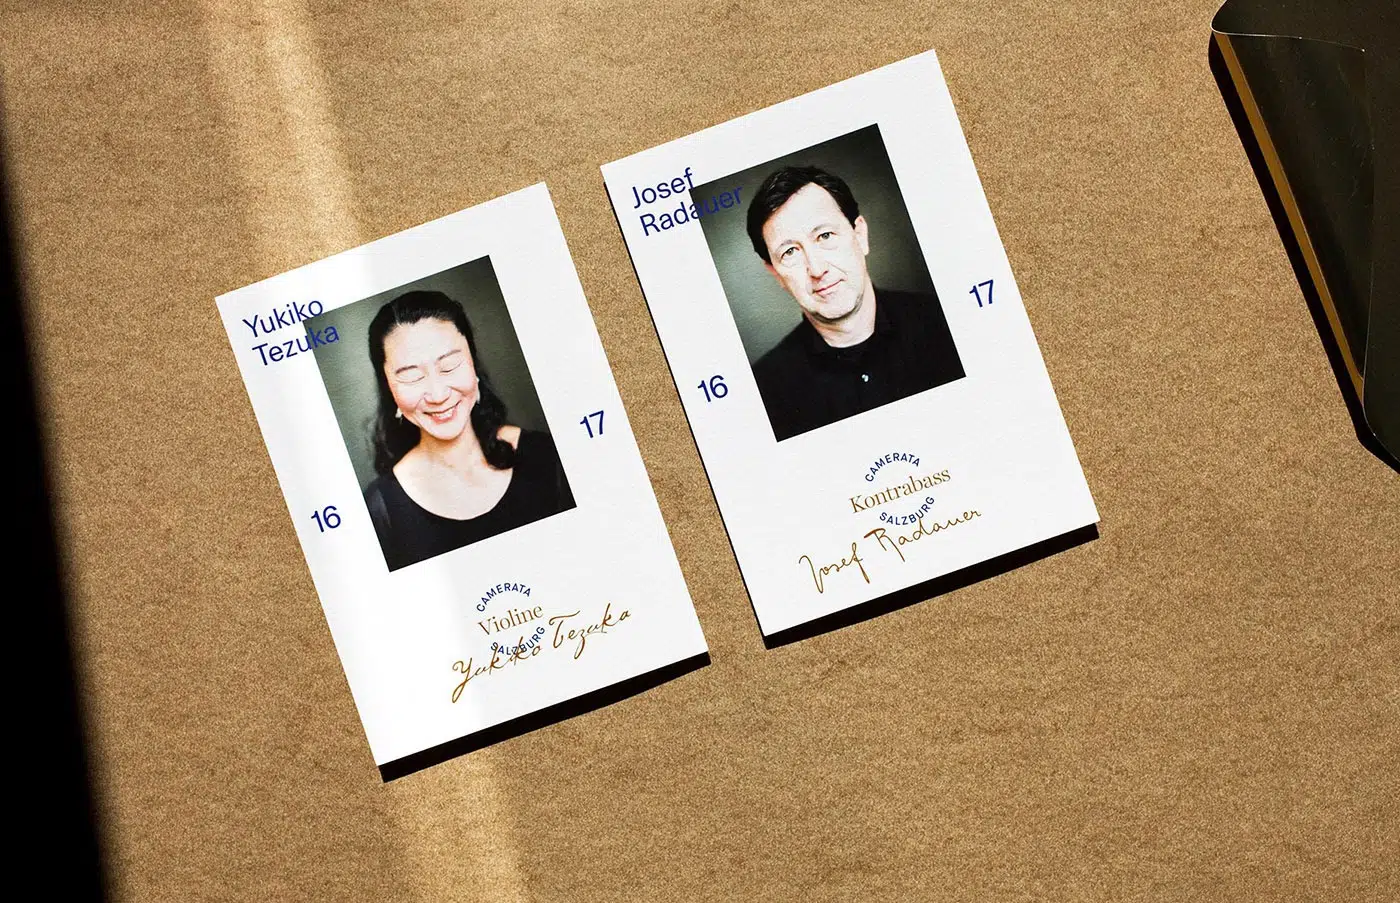 Yukiko
Tezuka
16
17
CAMERATA
Violine
SALZBURG
Yukiko Tezuka
Josef
Radauer
16
17
CAMERATA
Kontrabass
SALZBURG
Josef Radauer